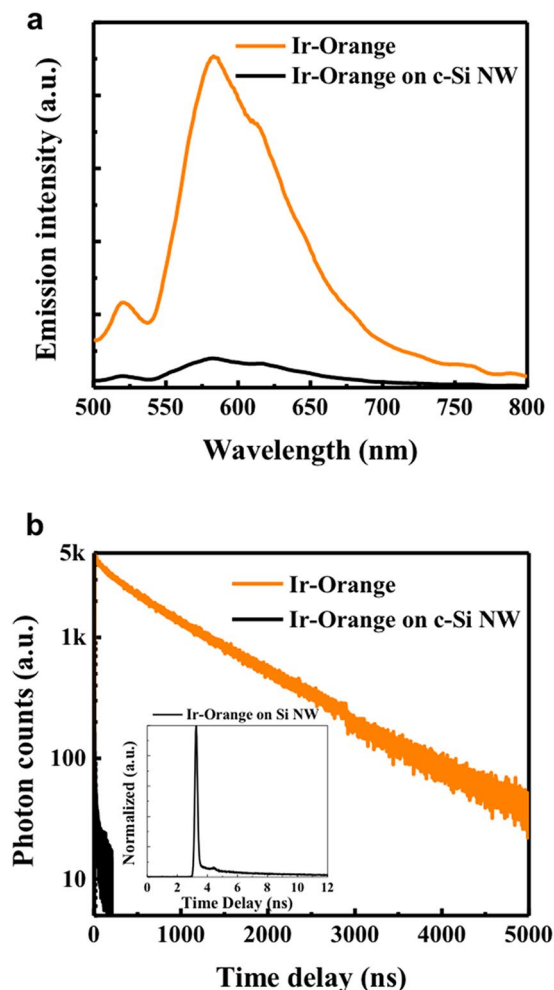 a
Ir-Orange
Ir-Orange on c-Si NW
Emission intensity (a.u.)
500 550 600 650 700 750 800
Wavelength (nm)
b
5k
1k
100
10
Photon counts (a.u.)
Ir-Orange
Ir-Orange on c-Si NW
Ir-Orange on Si NW
Normalized (a.u.)
0 2 4 6 8 10 12
Time Delay (ns)
0 1000 2000 3000 4000 5000
Time delay (ns)